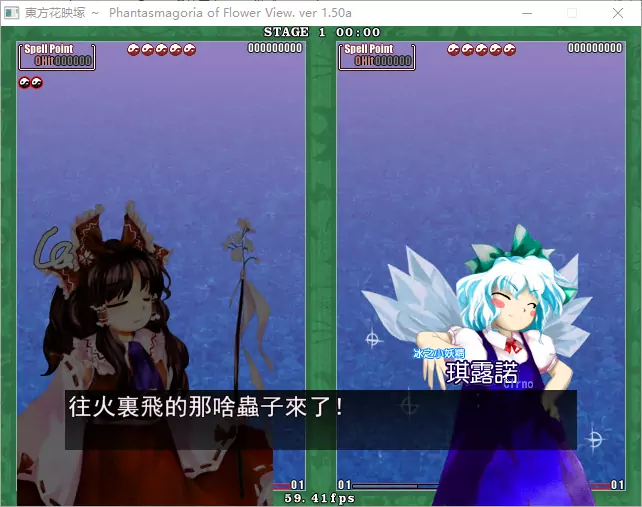 東方花映塚 ~ Phantasmagoria of Flower View. ver 1.50a
STAGE 1 00:00
Spell Point
0Hit000000
000000000
Spell Point
0Hit000000
000000000
冰之小妖精
琪露諾
Cirno
往火裏飛的那啥蟲子來了!
01
01
59.41fps